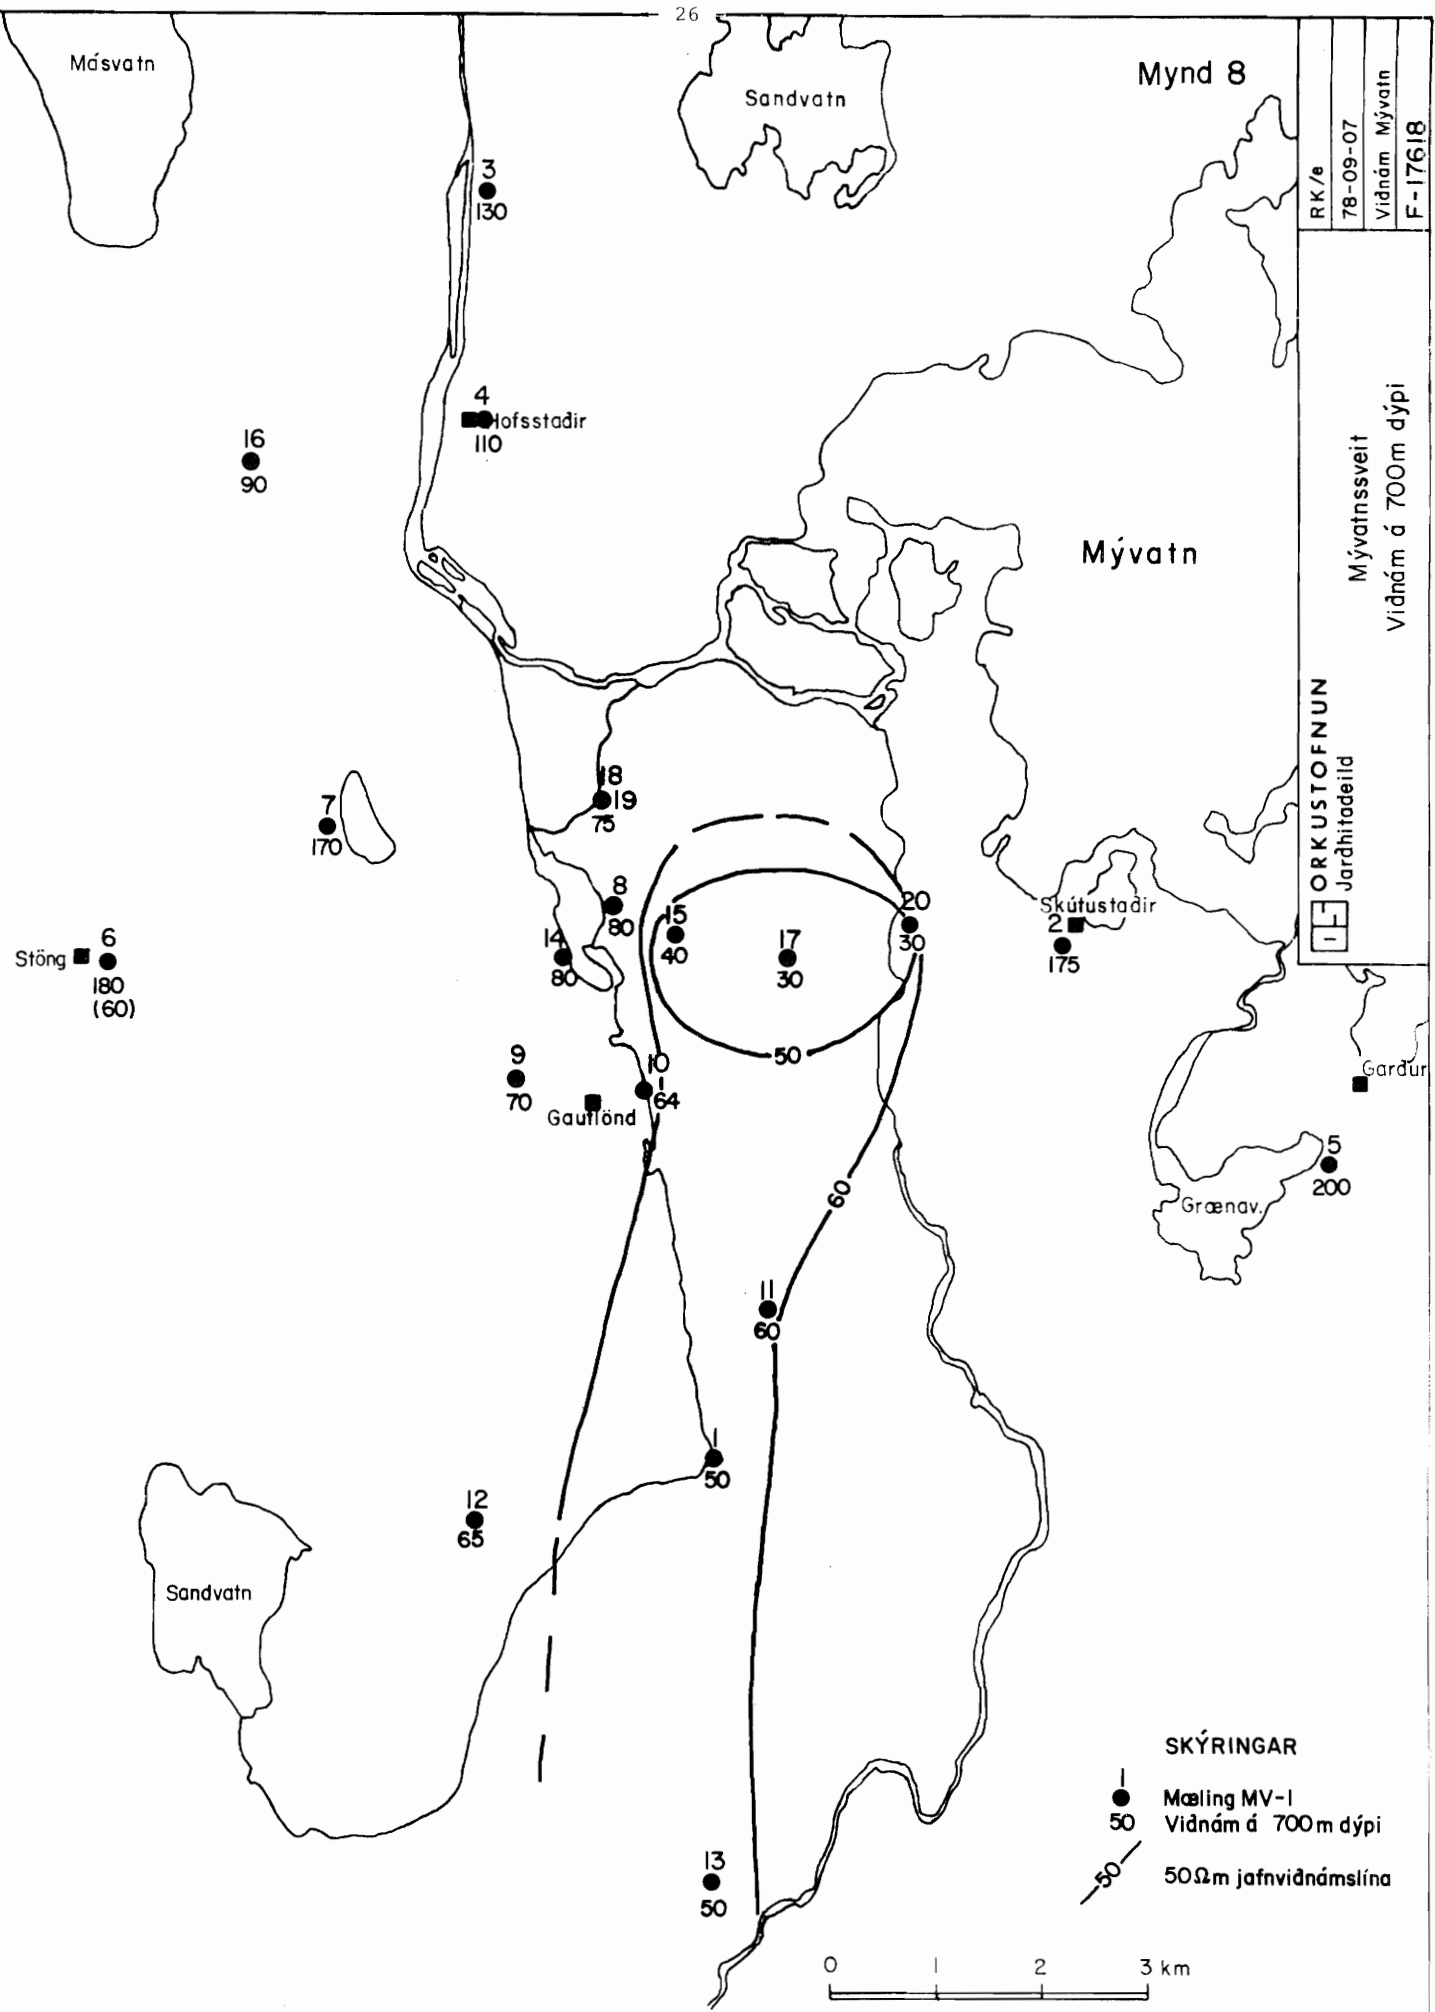 26
Mynd 8
Másvatn
Sandvatn
3
130
4
Hofsstaðir
110
16
90
Mývatn
18
19
75
7
170
8
80
15
40
14
80
17
30
20
30
Skútustaðir
2
175
Stöng
6
180
(60)
50
9
70
10
64
Gautlönd
Garður
5
200
Grænav.
60
11
60
1
50
12
65
Sandvatn
13
50
SKÝRINGAR
1
Mæling MV-1
50
Viðnám á 700m dýpi
50
50Ωm jafnviðnámslína
0 1 2 3 km
RK/e
78-09-07
Viðnám Mývatn
F-17618
Mývatnssveit
Viðnám á 700m dýpi
ORKUSTOFNUN
Jarðhitadeild